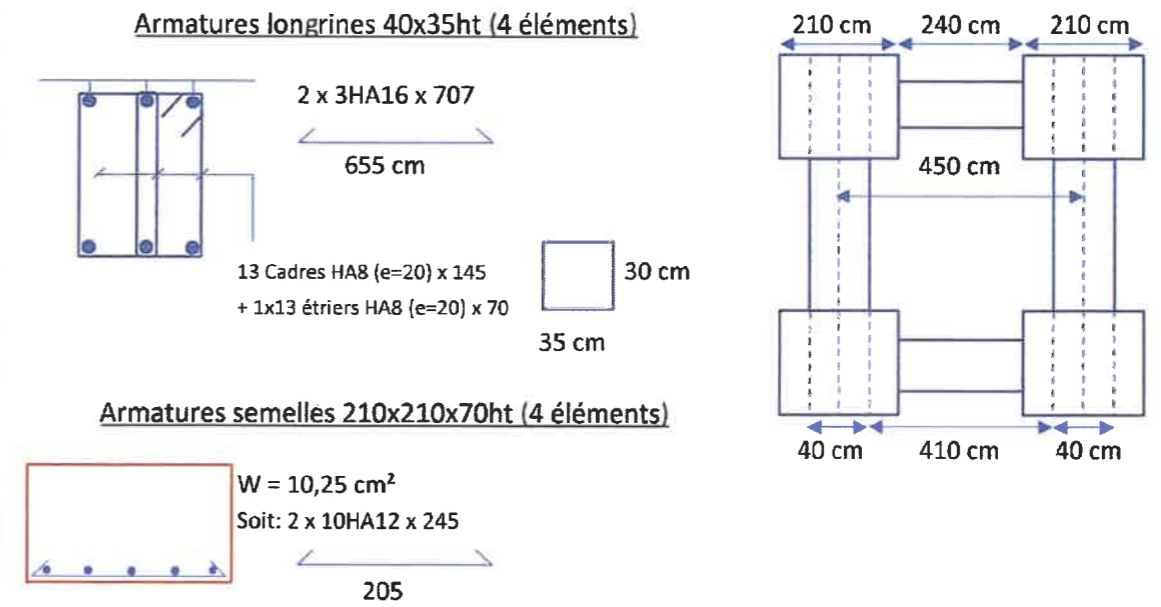 Armatures longrines 40x35ht (4 éléments)
2 x 3HA16 x 707
655 cm
13 Cadres HA8 (e=20) x 145
+ 1x13 étriers HA8 (e=20) x 70
30 cm
35 cm
210 cm
240 cm
210 cm
450 cm
40 cm
410 cm
40 cm
Armatures semelles 210x210x70ht (4 éléments)
W = 10,25 cm²
Soit: 2 x 10HA12 x 245
205